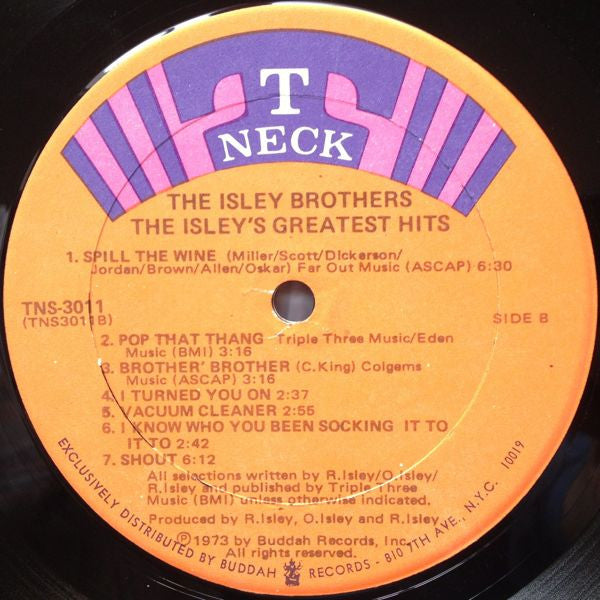 T
NECK
THE ISLEY BROTHERS
THE ISLEY'S GREATEST HITS
1. SPILL THE WINE (Miller/Scott/Dickerson/
Jordan/Brown/Allen/Oskar) Far Out Music (ASCAP) 6:30
TNS-3011
(TNS3011B)
SIDE B
2. POP THAT THANG Triple Three Music/Eden
Music (BMI) 3:16
3. BROTHER' BROTHER (C.King) Colgems
Music (ASCAP) 3:16
4. I TURNED YOU ON 2:37
5. VACUUM CLEANER 2:55
6. I KNOW WHO YOU BEEN SOCKING IT TO
IT TO 2:42
7. SHOUT 6:12
All selections written by R.Isley/O.Isley/
R.Isley and published by Triple Three
Music (BMI) unless otherwise indicated.
Produced by R.Isley, O.Isley and R.Isley
℗ 1973 by Buddah Records, Inc.
All rights reserved.
EXCLUSIVELY DISTRIBUTED BY BUDDAH RECORDS - 810 7TH AVE., N.Y.C. 10019